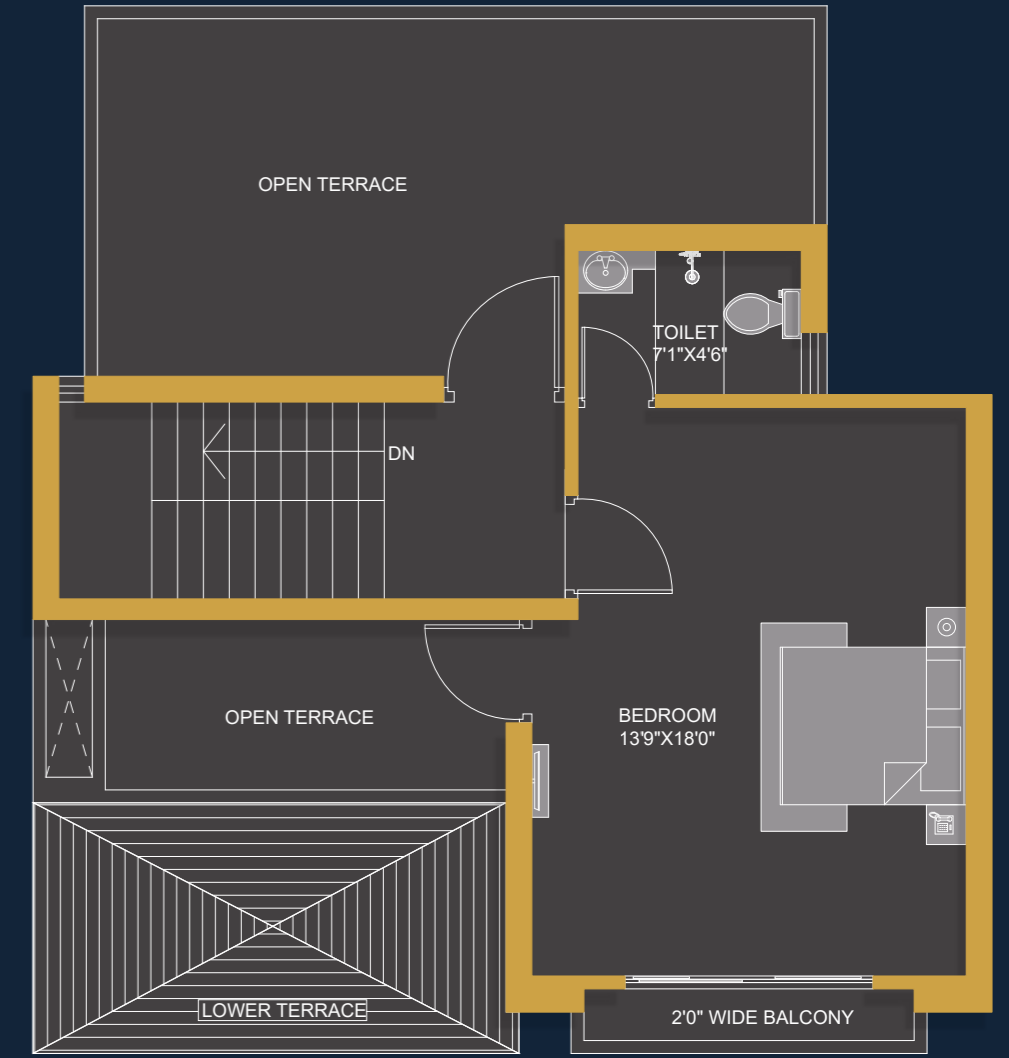 OPEN TERRACE
TOILET
7'1"X4'6"
DN
OPEN TERRACE
BEDROOM
13'9"X18'0"
LOWER TERRACE
2'0" WIDE BALCONY